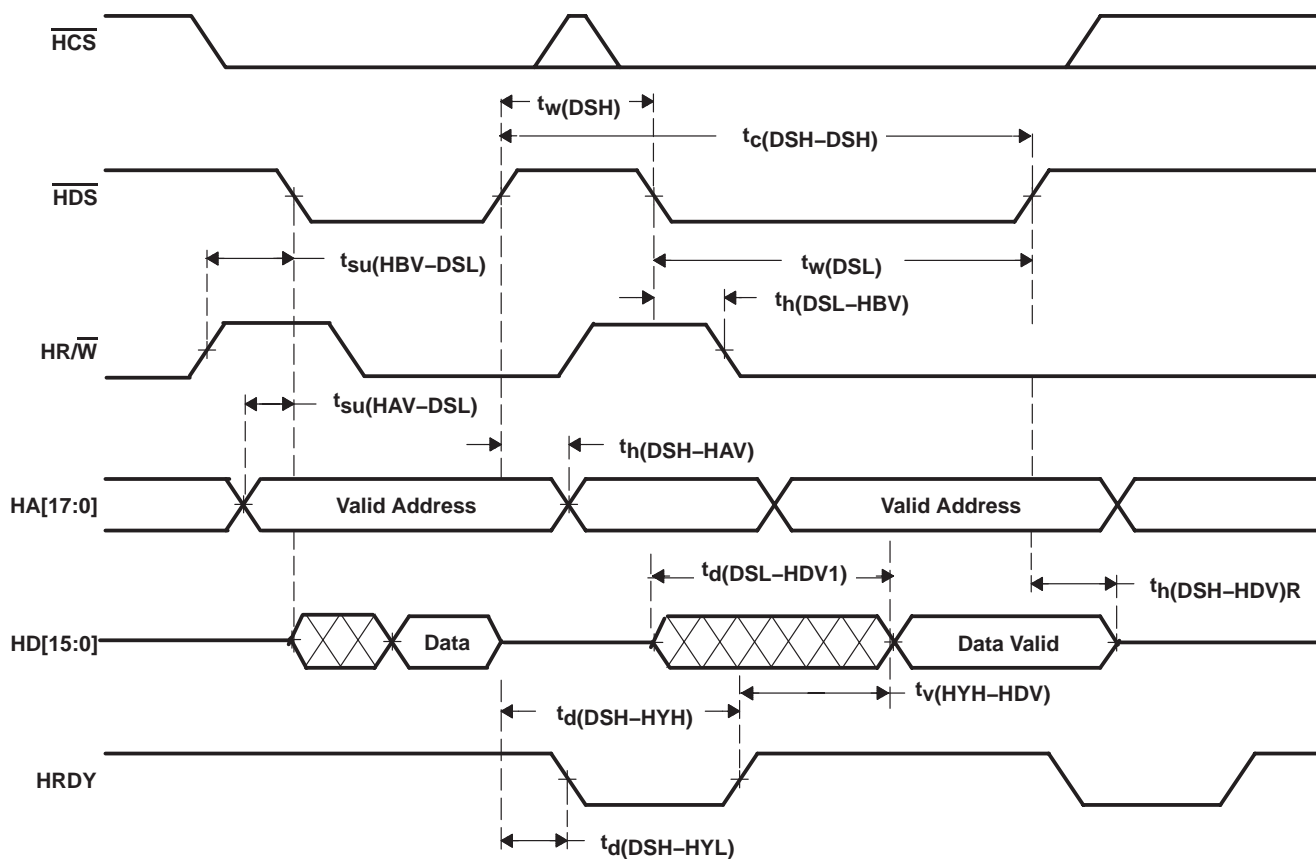 HCS
tw(DSH)
tc(DSH–DSH)
HDS
tsu(HBV–DSL)
tw(DSL)
th(DSL–HBV)
HR/W
tsu(HAV–DSL)
th(DSH–HAV)
HA[17:0]
Valid Address
Valid Address
td(DSL–HDV1)
th(DSH–HDV)R
HD[15:0]
Data
Data Valid
tv(HYH–HDV)
td(DSH–HYH)
HRDY
td(DSH–HYL)